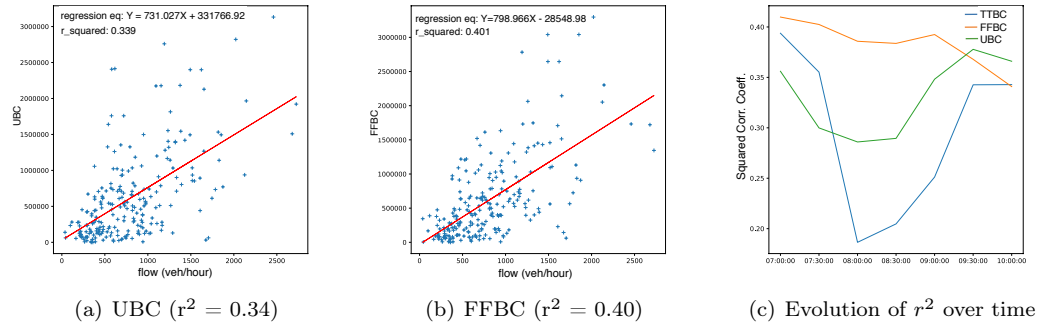 regression eq: Y = 731.027X + 331766.92
r_squared: 0.339
3000000
2500000
2000000
1500000
1000000
500000
0
UBC
0
500
1000
1500
2000
2500
flow (veh/hour)
(a) UBC (r² = 0.34)
regression eq: Y=798.966X - 28548.98
r_squared: 0.401
3000000
2500000
2000000
1500000
1000000
500000
0
FFBC
0
500
1000
1500
2000
2500
flow (veh/hour)
(b) FFBC (r² = 0.40)
TTBC
FFBC
UBC
0.40
0.35
0.30
0.25
0.20
Squared Corr. Coeff.
07:00:00
07:30:00
08:00:00
08:30:00
09:00:00
09:30:00
10:00:00
(c) Evolution of r² over time